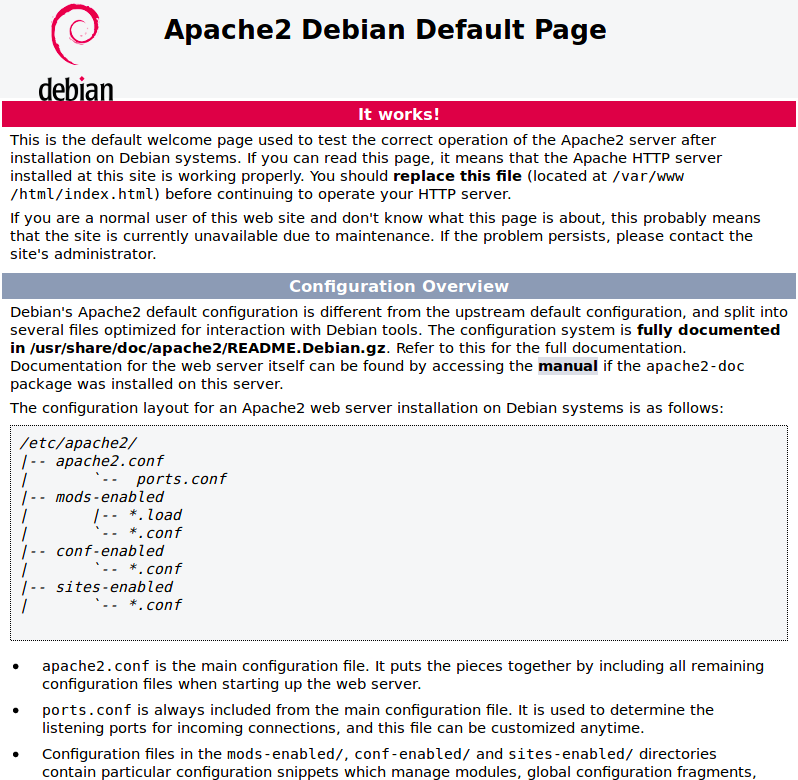 debian
Apache2 Debian Default Page
It works!
This is the default welcome page used to test the correct operation of the Apache2 server after
installation on Debian systems. If you can read this page, it means that the Apache HTTP server
installed at this site is working properly. You should replace this file (located at /var/www
/html/index.html) before continuing to operate your HTTP server.
If you are a normal user of this web site and don't know what this page is about, this probably means
that the site is currently unavailable due to maintenance. If the problem persists, please contact the
site's administrator.
Configuration Overview
Debian's Apache2 default configuration is different from the upstream default configuration, and split into
several files optimized for interaction with Debian tools. The configuration system is fully documented
in /usr/share/doc/apache2/README.Debian.gz. Refer to this for the full documentation.
Documentation for the web server itself can be found by accessing the manual if the apache2-doc
package was installed on this server.
The configuration layout for an Apache2 web server installation on Debian systems is as follows:
/etc/apache2/
|-- apache2.conf
|       `--  ports.conf
|-- mods-enabled
|       |-- *.load
|       `-- *.conf
|-- conf-enabled
|       `-- *.conf
|-- sites-enabled
|       `-- *.conf
• apache2.conf is the main configuration file. It puts the pieces together by including all remaining
configuration files when starting up the web server.
• ports.conf is always included from the main configuration file. It is used to determine the
listening ports for incoming connections, and this file can be customized anytime.
• Configuration files in the mods-enabled/, conf-enabled/ and sites-enabled/ directories
contain particular configuration snippets which manage modules, global configuration fragments,